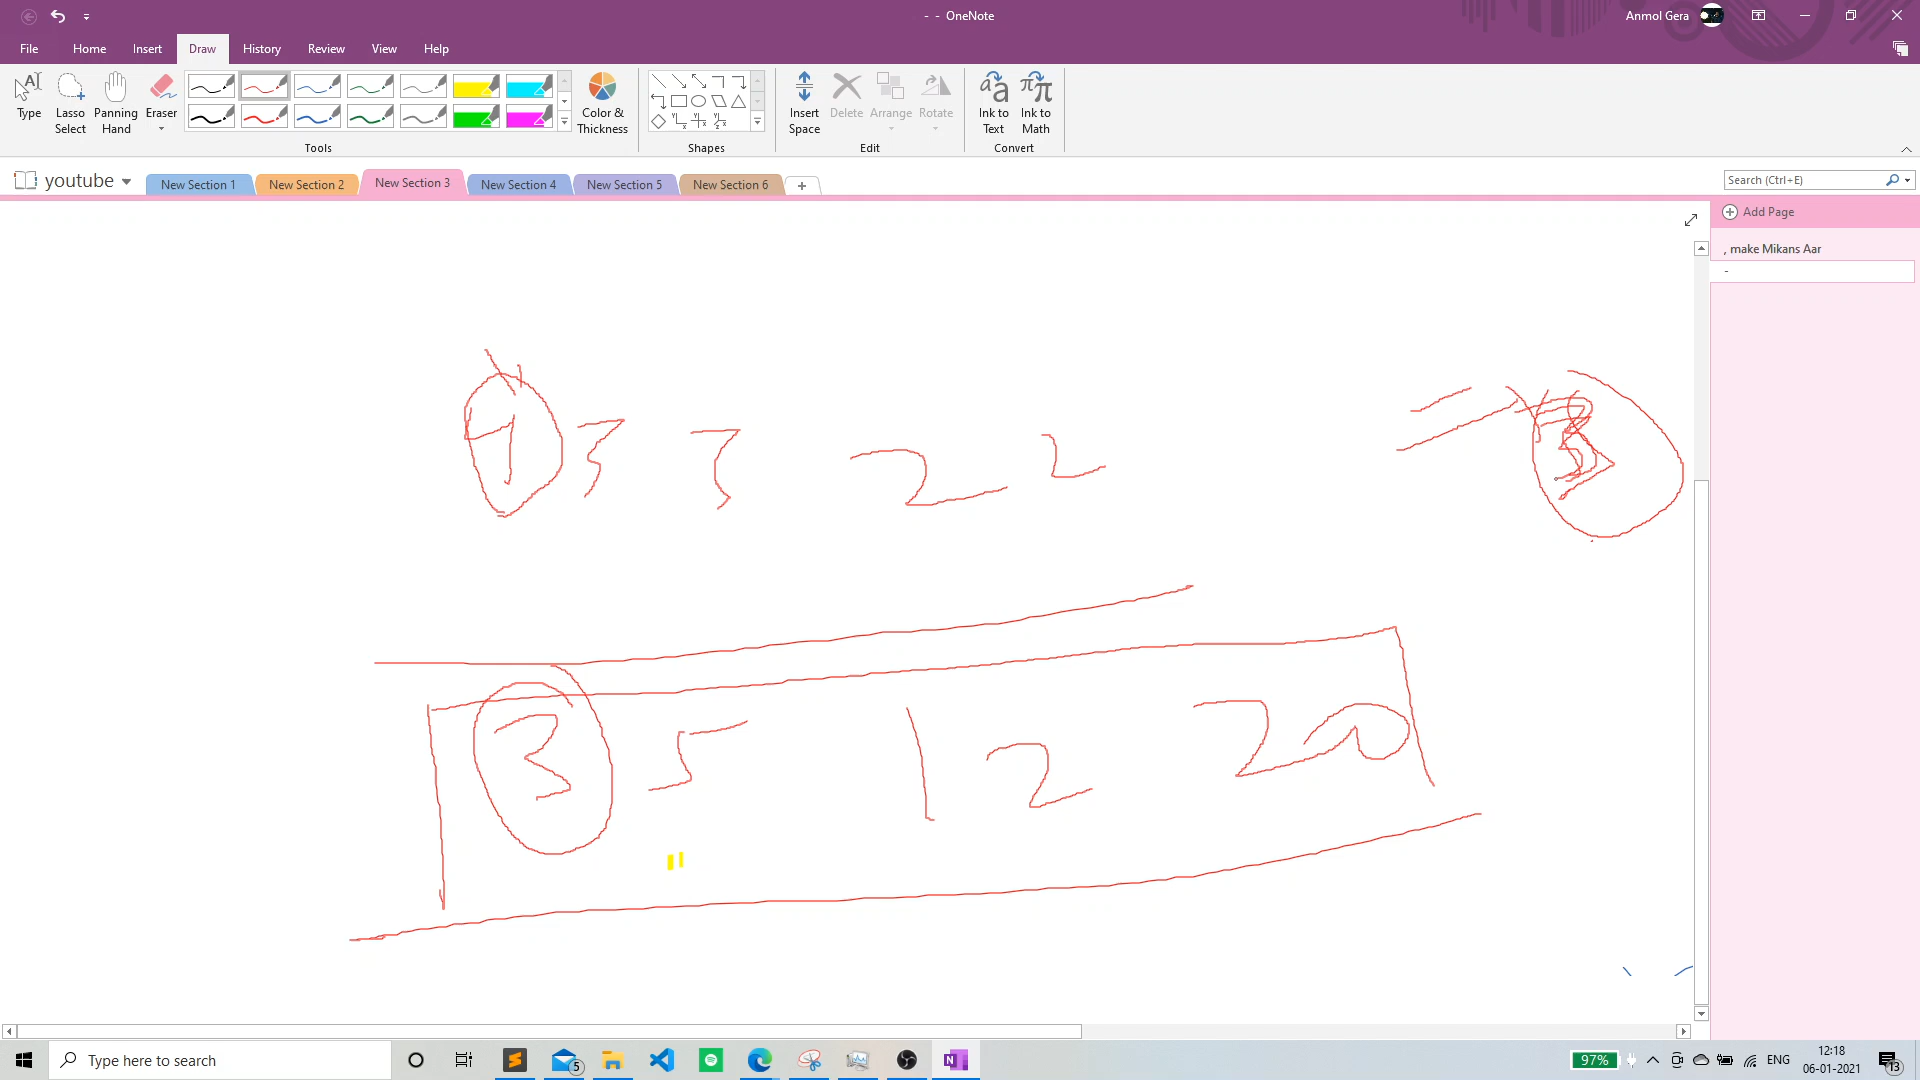 - - OneNote
Anmol Gera
File Home Insert Draw History Review View Help
Type
Lasso Select
Panning Hand
Eraser
Color & Thickness
Insert Space
Delete
Arrange
Rotate
Ink to Text
Ink to Math
Tools
Shapes
Edit
Convert
youtube
New Section 1
New Section 2
New Section 3
New Section 4
New Section 5
New Section 6
Search (Ctrl+E)
Add Page
, make Mikans Aar
-
3 3 2 2
3 5 1 2
Type here to search
5
97%
ENG
12:18
06-01-2021
13